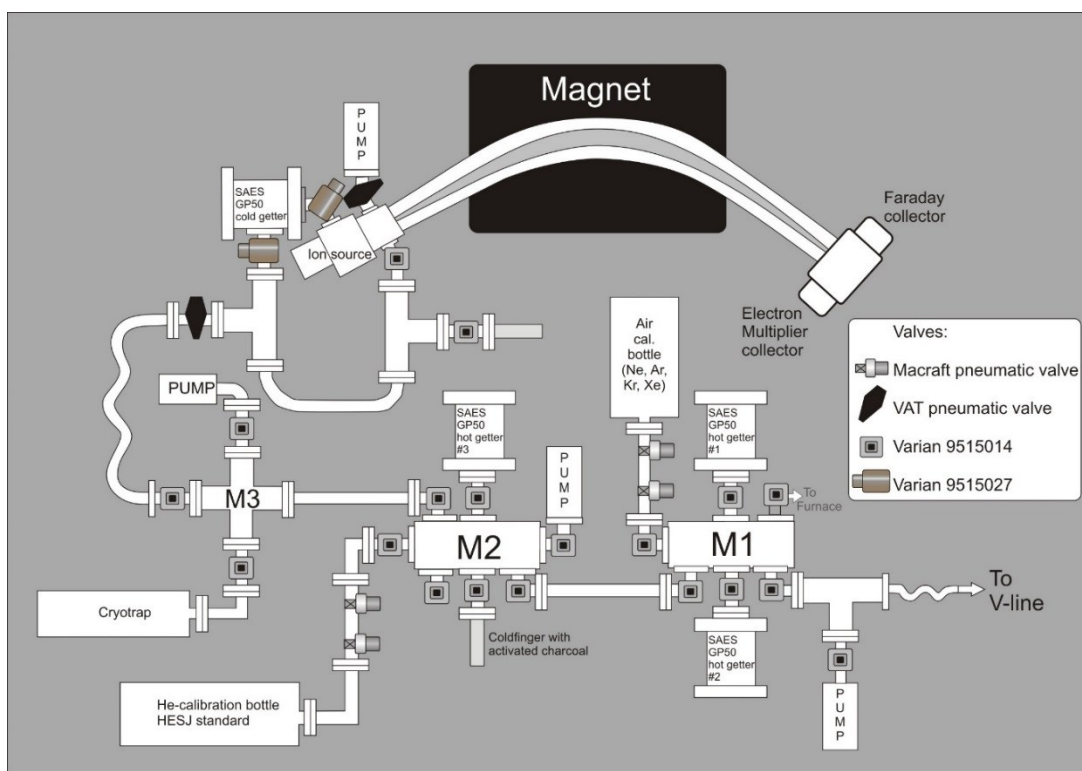 Magnet
P
U
M
P
SAES
GP50
cold getter
Ion source
Faraday
collector
Electron
Multiplier
collector
Air
cal.
bottle
(Ne, Ar,
Kr, Xe)
Valves:
Macraft pneumatic valve
VAT pneumatic valve
Varian 9515014
Varian 9515027
PUMP
SAES
GP50
hot getter
#3
P
U
M
P
SAES
GP50
hot getter
#1
To
Furnace
M3
M2
M1
Cryotrap
Coldfinger with
activated charcoal
SAES
GP50
hot getter
#2
To
V-line
He-calibration bottle
HESJ standard
P
U
M
P